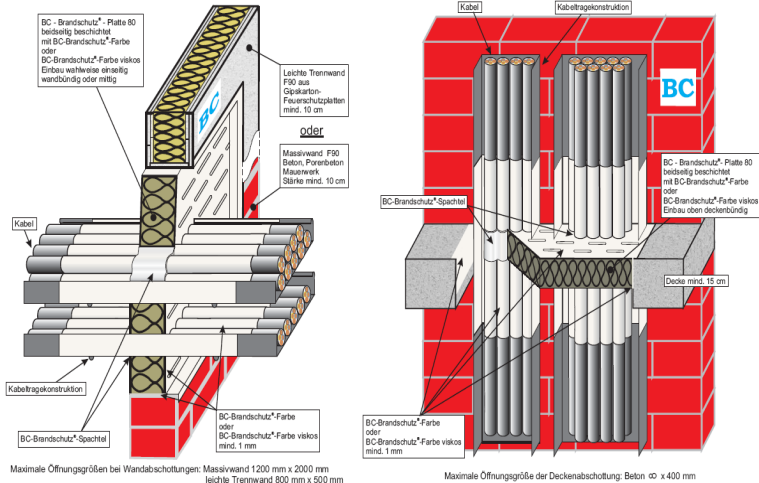 BC - Brandschutz® - Platte 80
beidseitig beschichtet
mit BC-Brandschutz®-Farbe
oder
BC-Brandschutz®-Farbe viskos
Einbau wahlweise einseitig
wandbündig oder mittig
Leichte Trennwand
F90 aus
Gipskarton-
Feuerschutzplatten
mind. 10 cm
oder
Massivwand F90
Beton, Porenbeton
Mauerwerk
Stärke mind. 10 cm
BC
Kabel
Kabeltragekonstruktion
BC-Brandschutz®-Spachtel
BC-Brandschutz®-Farbe
oder
BC-Brandschutz®-Farbe viskos
mind. 1 mm
Maximale Öffnungsgrößen bei Wandabschottungen: Massivwand 1200 mm x 2000 mm
leichte Trennwand 800 mm x 500 mm
Kabel
Kabeltragekonstruktion
BC
BC - Brandschutz®- Platte 80
beidseitig beschichtet
mit BC-Brandschutz®-Farbe
oder
BC-Brandschutz®-Farbe viskos
Einbau oben deckenbündig
BC-Brandschutz®-Spachtel
Decke mind. 15 cm
BC-Brandschutz®-Farbe
oder
BC-Brandschutz®-Farbe viskos
mind. 1 mm
Maximale Öffnungsgröße der Deckenabschottung: Beton ∞ x 400 mm